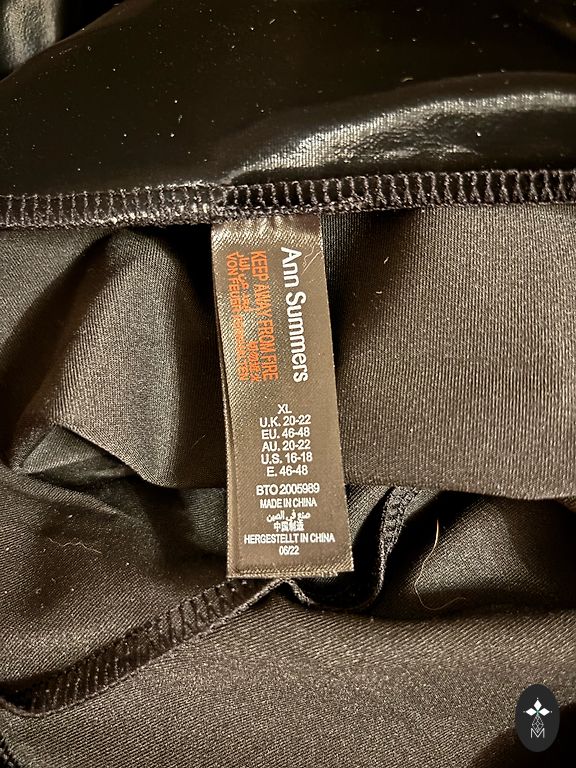 Ann Summers
KEEP AWAY FROM FIRE
XL
U.K. 20-22
EU. 46-48
AU. 20-22
U.S. 16-18
E. 46-48
BTO 2005989
MADE IN CHINA
صنع في الصين
中国制造
HERGESTELLT IN CHINA
06/22
M